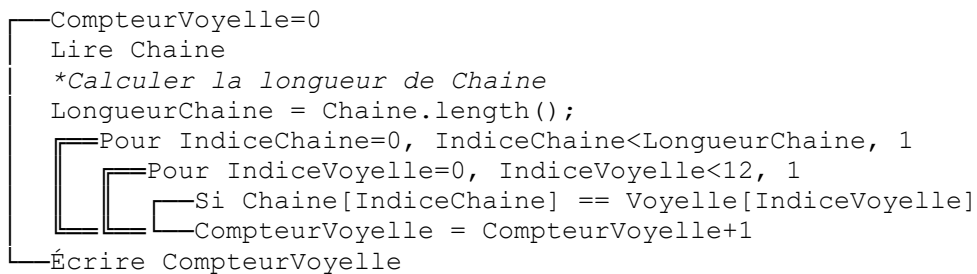 CompteurVoyelle=0
Lire Chaine
*Calculer la longueur de Chaine
LongueurChaine = Chaine.length();
Pour IndiceChaine=0, IndiceChaine<LongueurChaine, 1
Pour IndiceVoyelle=0, IndiceVoyelle<12, 1
Si Chaine[IndiceChaine] == Voyelle[IndiceVoyelle]
CompteurVoyelle = CompteurVoyelle+1
Écrire CompteurVoyelle